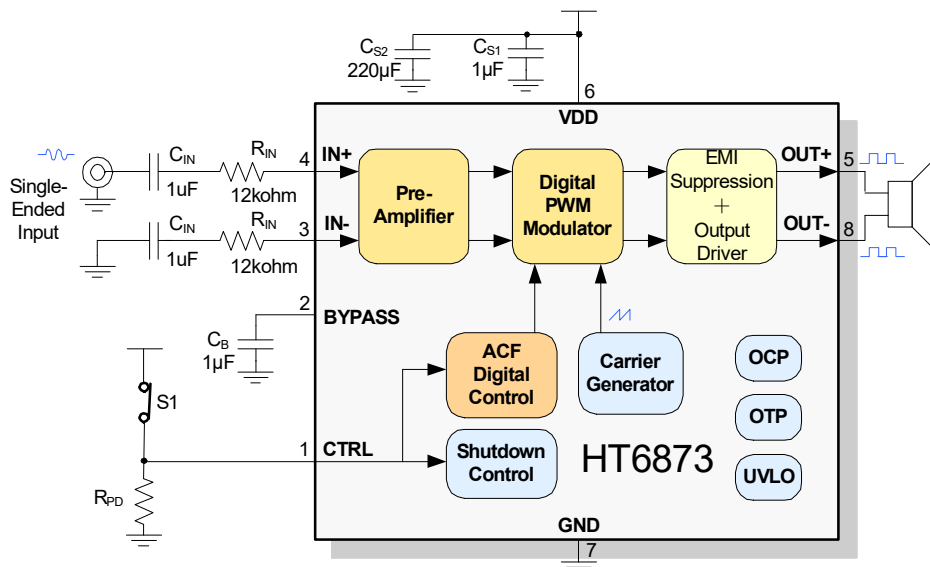 CS2
220µF
CS1
1µF
6
VDD
Single-
Ended
Input
CIN
1uF
RIN
12kohm
4
IN+
CIN
1uF
RIN
12kohm
3
IN-
Pre-
Amplifier
Digital
PWM
Modulator
EMI
Suppression
+
Output
Driver
OUT+
5
OUT-
8
2
BYPASS
CB
1µF
S1
1
CTRL
RPD
ACF
Digital
Control
Carrier
Generator
Shutdown
Control
OCP
OTP
UVLO
HT6873
GND
7